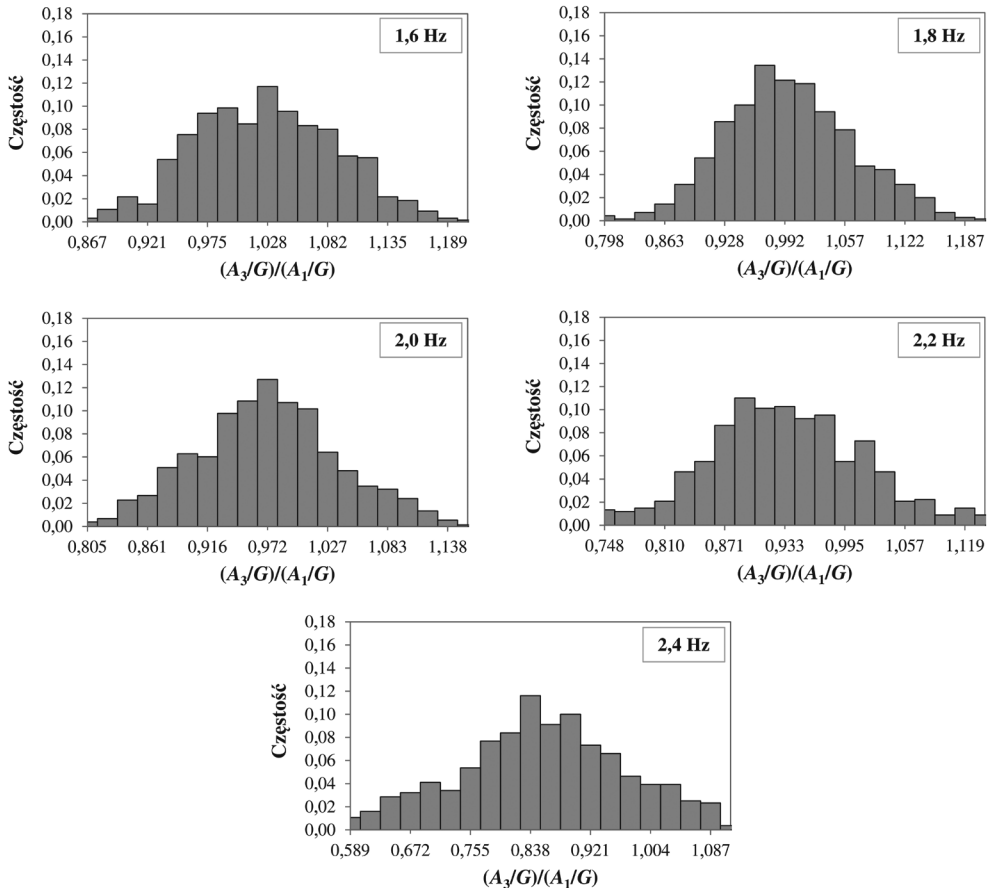 1,6 Hz
Częstość
0,18
0,16
0,14
0,12
0,10
0,08
0,06
0,04
0,02
0,00
0,867 0,921 0,975 1,028 1,082 1,135 1,189
(A₃/G)/(A₁/G)
1,8 Hz
Częstość
0,18
0,16
0,14
0,12
0,10
0,08
0,06
0,04
0,02
0,00
0,798 0,863 0,928 0,992 1,057 1,122 1,187
(A₃/G)/(A₁/G)
2,0 Hz
Częstość
0,18
0,16
0,14
0,12
0,10
0,08
0,06
0,04
0,02
0,00
0,805 0,861 0,916 0,972 1,027 1,083 1,138
(A₃/G)/(A₁/G)
2,2 Hz
Częstość
0,18
0,16
0,14
0,12
0,10
0,08
0,06
0,04
0,02
0,00
0,748 0,810 0,871 0,933 0,995 1,057 1,119
(A₃/G)/(A₁/G)
2,4 Hz
Częstość
0,18
0,16
0,14
0,12
0,10
0,08
0,06
0,04
0,02
0,00
0,589 0,672 0,755 0,838 0,921 1,004 1,087
(A₃/G)/(A₁/G)